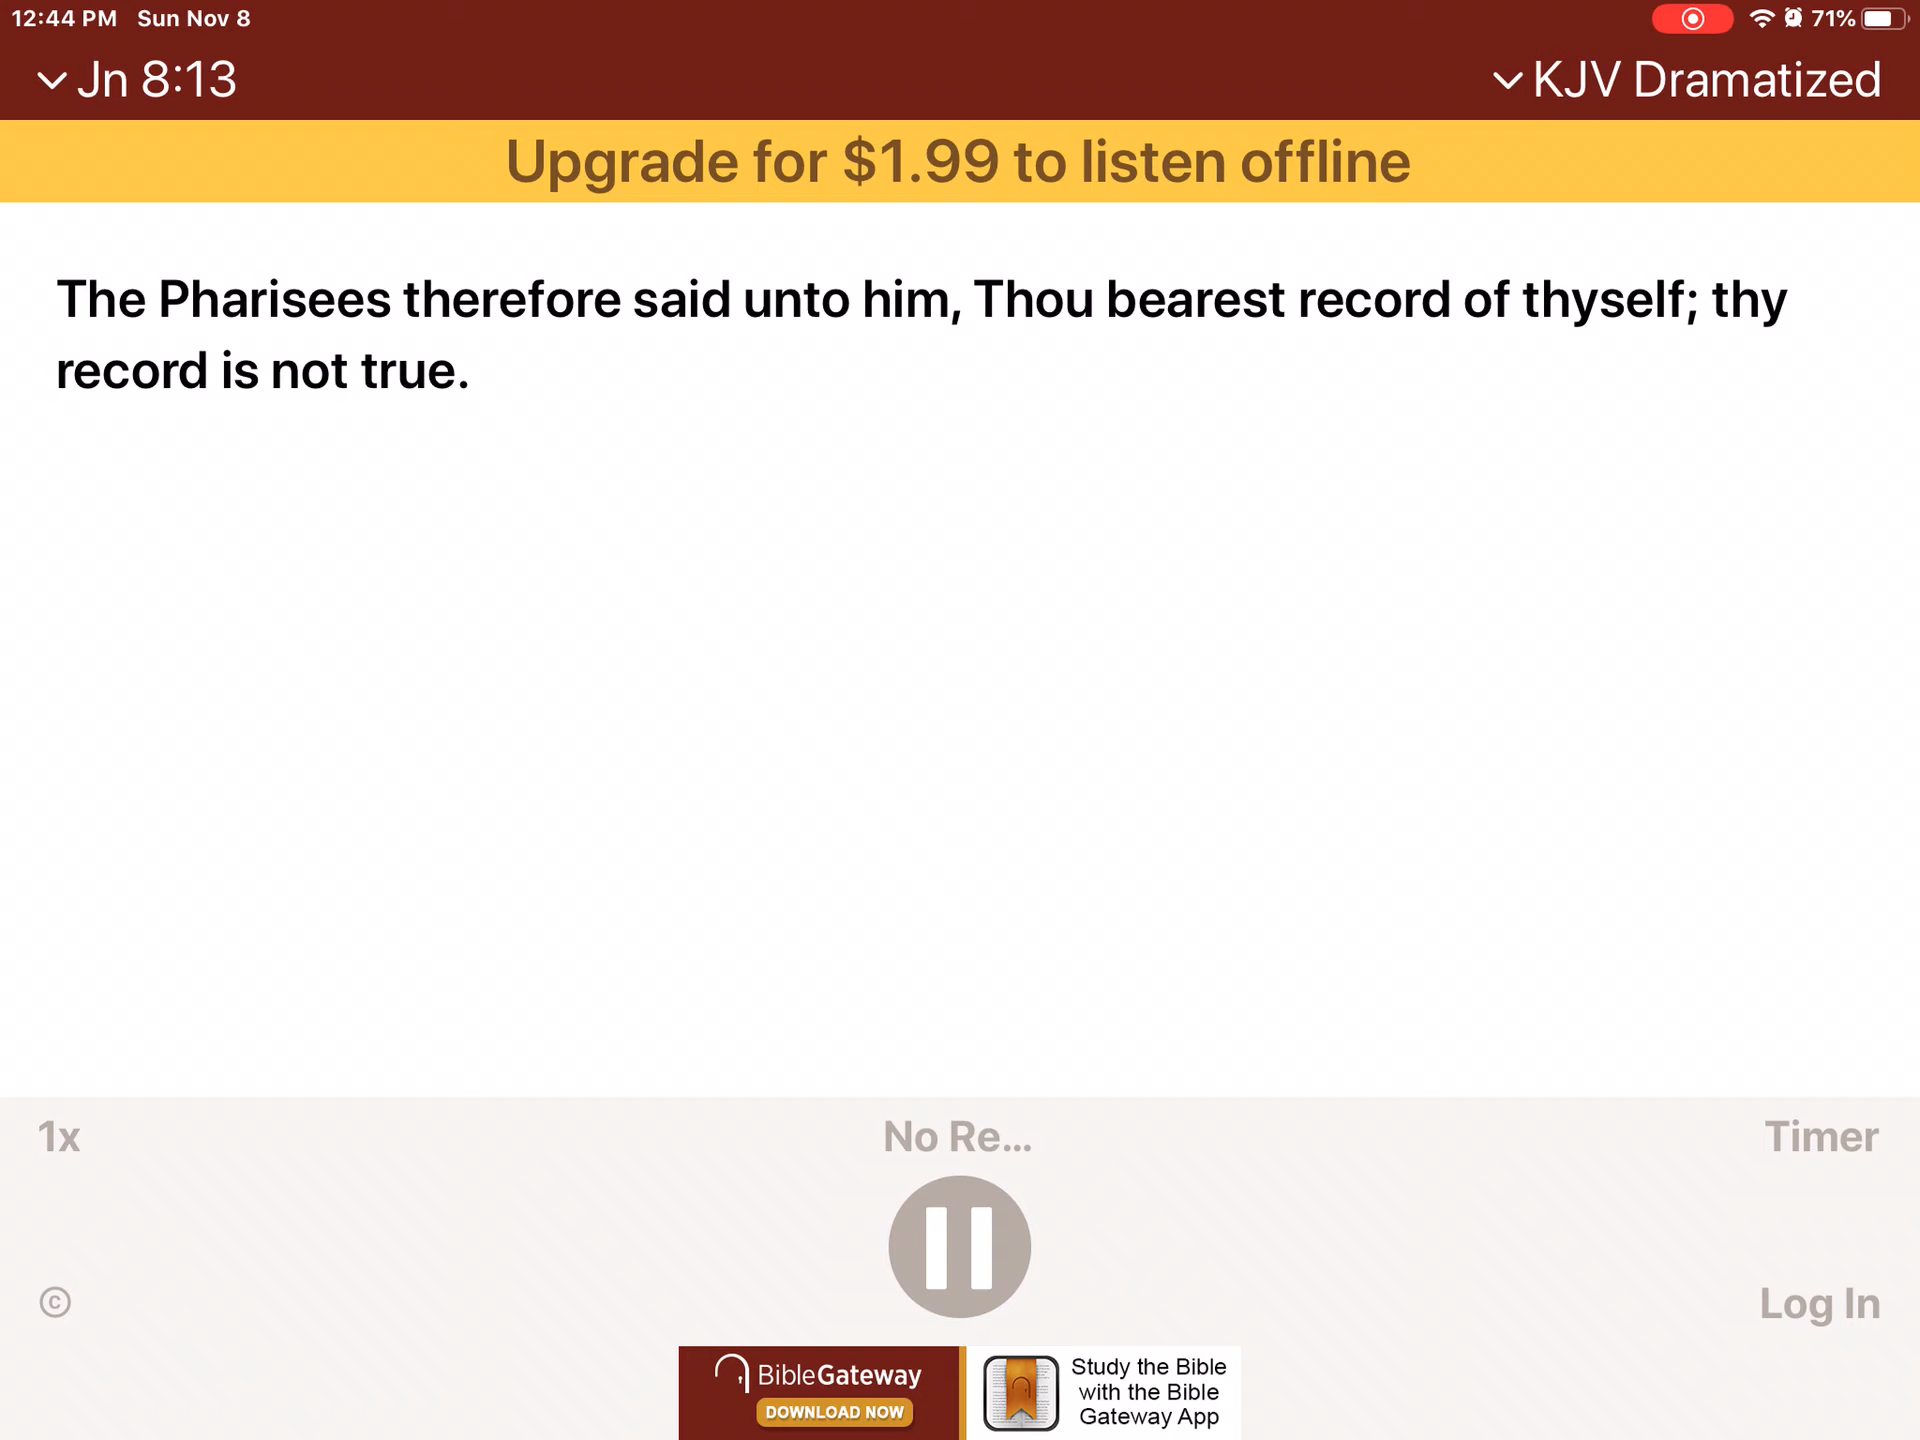 12:44 PM Sun Nov 8
71%
Jn 8:13
KJV Dramatized
Upgrade for $1.99 to listen offline
The Pharisees therefore said unto him, Thou bearest record of thyself; thy
record is not true.
1x
No Re...
Timer
©
Log In
BibleGateway
DOWNLOAD NOW
Study the Bible
with the Bible
Gateway App